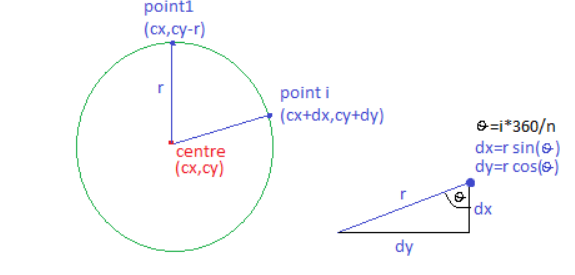 point1
(cx,cy-r)
r
point i
(cx+dx,cy+dy)
centre
(cx,cy)
ϴ=i*360/n
dx=r sin(ϴ)
dy=r cos(ϴ)
r
ϴ
dx
dy